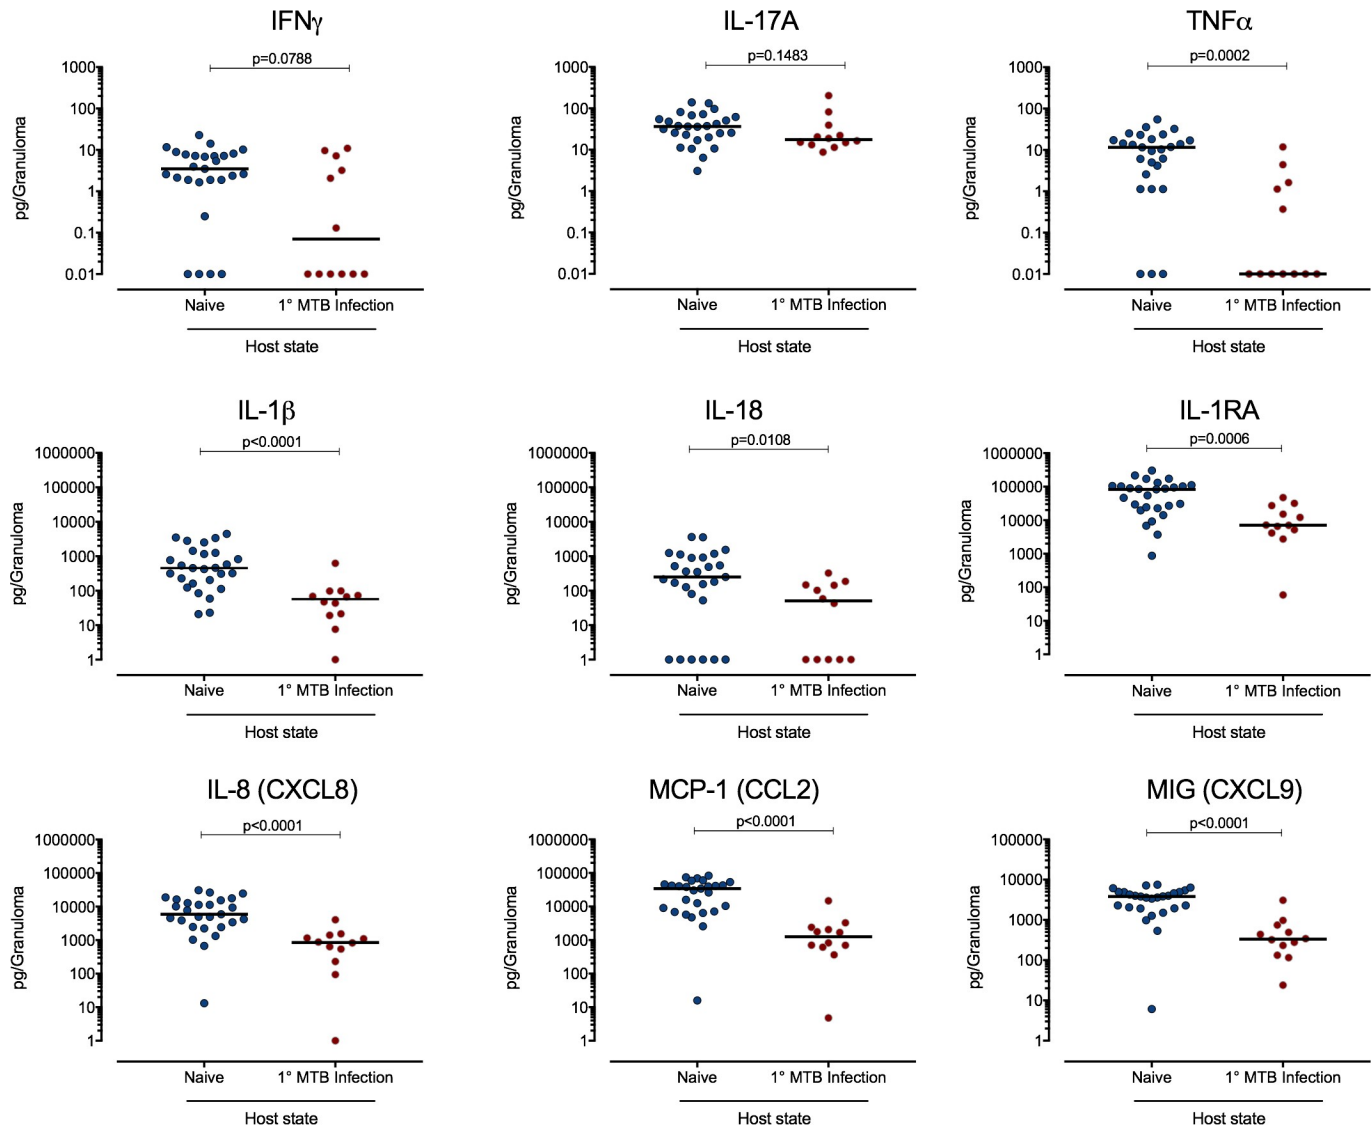 IFNγ
p=0.0788
1000
100
10
1
0.1
0.01
pg/Granuloma
Naive
1° MTB Infection
Host state
IL-17A
p=0.1483
1000
100
10
1
0.1
0.01
pg/Granuloma
Naive
1° MTB Infection
Host state
TNFα
p=0.0002
1000
100
10
1
0.1
0.01
pg/Granuloma
Naive
1° MTB Infection
Host state
IL-1β
p<0.0001
1000000
100000
10000
1000
100
10
1
pg/Granuloma
Naive
1° MTB Infection
Host state
IL-18
p=0.0108
1000000
100000
10000
1000
100
10
1
pg/Granuloma
Naive
1° MTB Infection
Host state
IL-1RA
p=0.0006
1000000
100000
10000
1000
100
10
1
pg/Granuloma
Naive
1° MTB Infection
Host state
IL-8 (CXCL8)
p<0.0001
1000000
100000
10000
1000
100
10
1
pg/Granuloma
Naive
1° MTB Infection
Host state
MCP-1 (CCL2)
p<0.0001
1000000
100000
10000
1000
100
10
1
pg/Granuloma
Naive
1° MTB Infection
Host state
MIG (CXCL9)
p<0.0001
100000
10000
1000
100
10
1
pg/Granuloma
Naive
1° MTB Infection
Host state